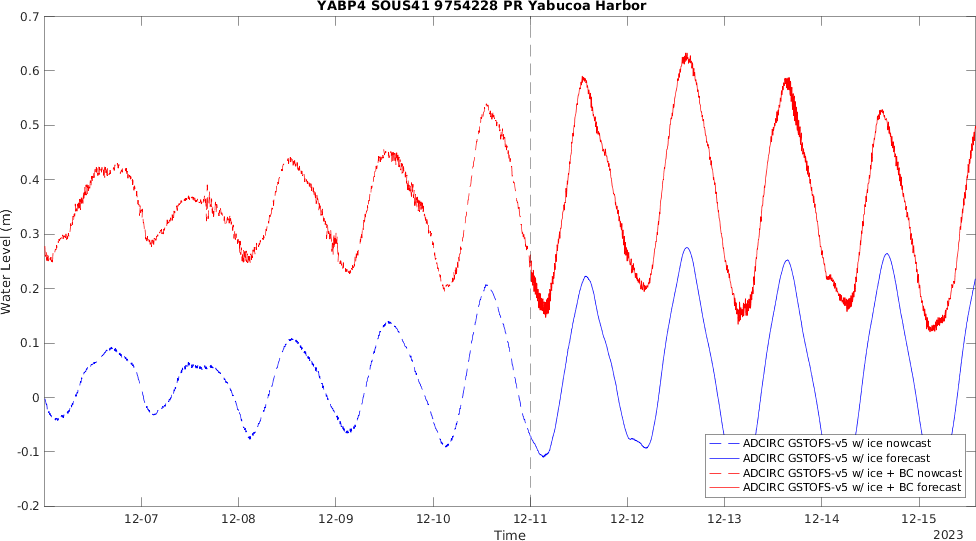 YABP4 SOUS41 9754228 PR Yabucoa Harbor
Water Level (m)
0.7
0.6
0.5
0.4
0.3
0.2
0.1
0
-0.1
-0.2
ADCIRC GSTOFS-v5 w/ ice nowcast
ADCIRC GSTOFS-v5 w/ ice forecast
ADCIRC GSTOFS-v5 w/ ice + BC nowcast
ADCIRC GSTOFS-v5 w/ ice + BC forecast
12-07 12-08 12-09 12-10 12-11 12-12 12-13 12-14 12-15
Time
2023